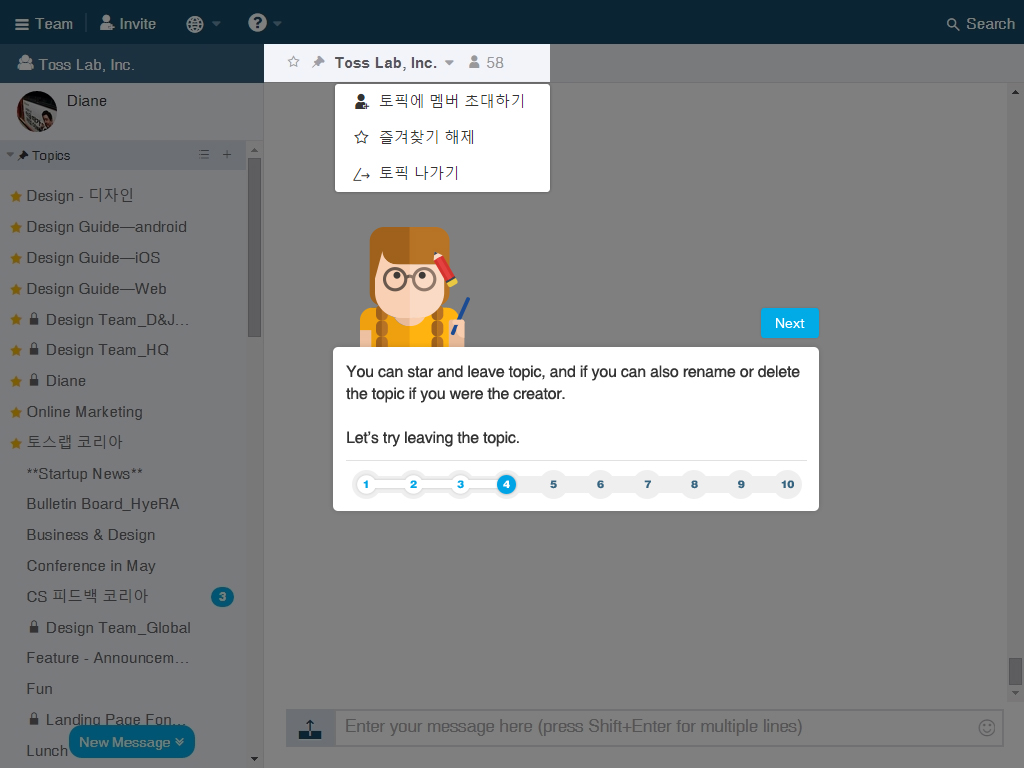 Team
Invite
Search
Toss Lab, Inc.
Toss Lab, Inc.
58
Diane
토픽에 멤버 초대하기
즐겨찾기 해제
토픽 나가기
Topics
Design - 디자인
Design Guide—android
Design Guide—iOS
Design Guide—Web
Design Team_D&J...
Design Team_HQ
Diane
Online Marketing
토스랩 코리아
**Startup News**
Bulletin Board_HyeRA
Business & Design
Conference in May
CS 피드백 코리아
3
Design Team_Global
Feature - Announcem...
Fun
Landing Page Fon...
Lunch
New Message
Next
You can star and leave topic, and if you can also rename or delete
the topic if you were the creator.
Let's try leaving the topic.
1 2 3 4 5 6 7 8 9 10
Enter your message here (press Shift+Enter for multiple lines)